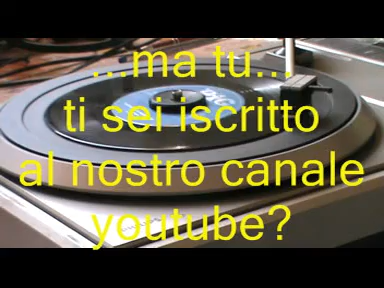 ...ma tu...
ti sei iscritto
al nostro canale
youtube?